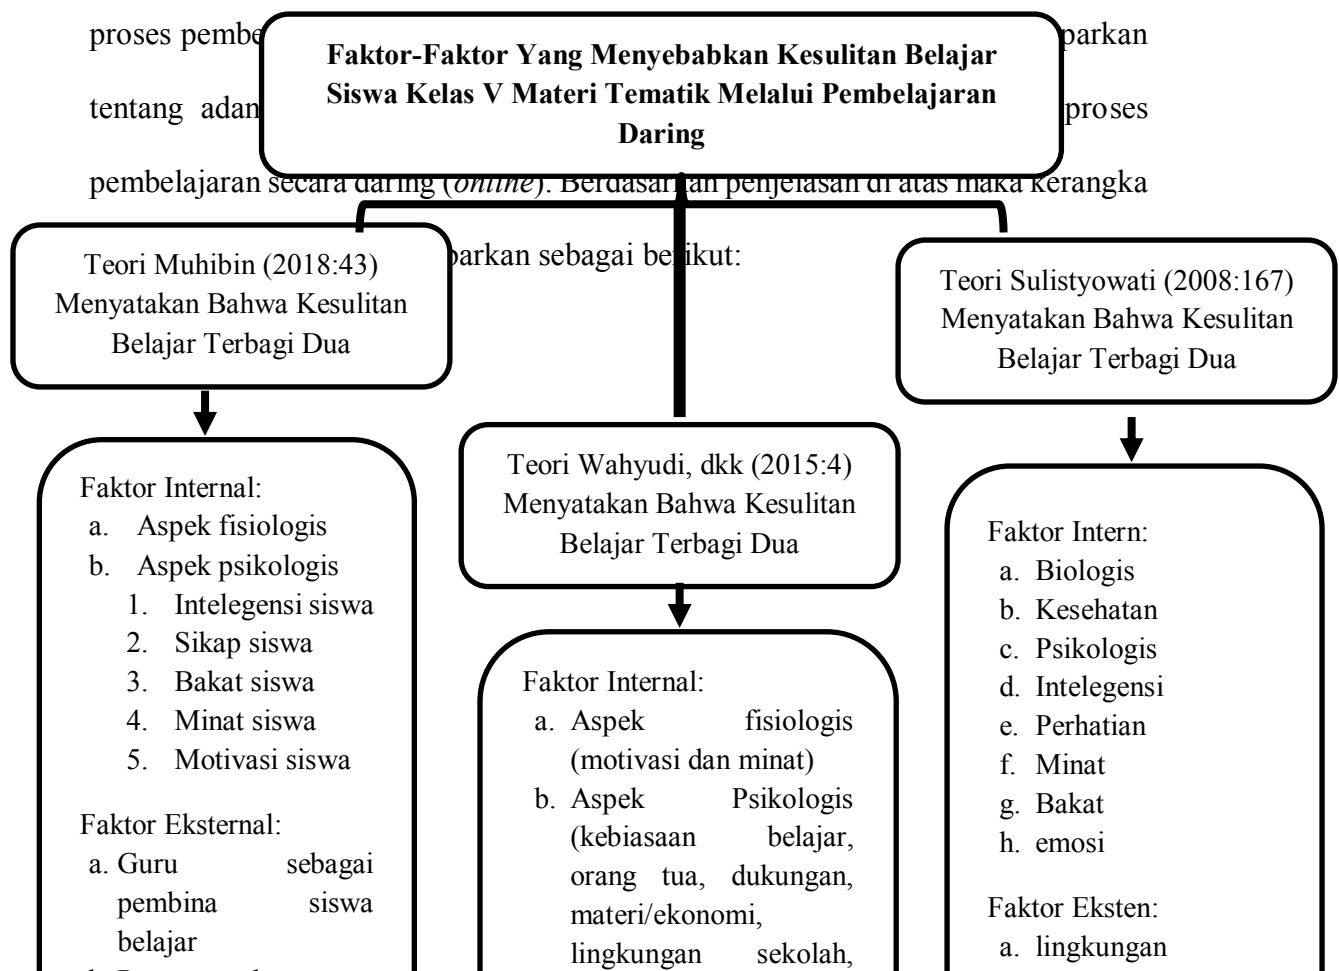 proses pembe
parkan
Faktor-Faktor Yang Menyebabkan Kesulitan Belajar
Siswa Kelas V Materi Tematik Melalui Pembelajaran
Daring
tentang adan
proses
pembelajaran secara daring (online). Berdasarkan penjelasan di atas maka kerangka
parkan sebagai berikut:
Teori Muhibin (2018:43)
Menyatakan Bahwa Kesulitan
Belajar Terbagi Dua
Teori Sulistyowati (2008:167)
Menyatakan Bahwa Kesulitan
Belajar Terbagi Dua
Teori Wahyudi, dkk (2015:4)
Menyatakan Bahwa Kesulitan
Belajar Terbagi Dua
Faktor Internal:
a. Aspek fisiologis
b. Aspek psikologis
1. Intelegensi siswa
2. Sikap siswa
3. Bakat siswa
4. Minat siswa
5. Motivasi siswa
Faktor Eksternal:
a. Guru sebagai
pembina siswa
belajar
Faktor Internal:
a. Aspek fisiologis
(motivasi dan minat)
b. Aspek Psikologis
(kebiasaan belajar,
orang tua, dukungan,
materi/ekonomi,
lingkungan sekolah,
Faktor Intern:
a. Biologis
b. Kesehatan
c. Psikologis
d. Intelegensi
e. Perhatian
f. Minat
g. Bakat
h. emosi
Faktor Eksten:
a. lingkungan